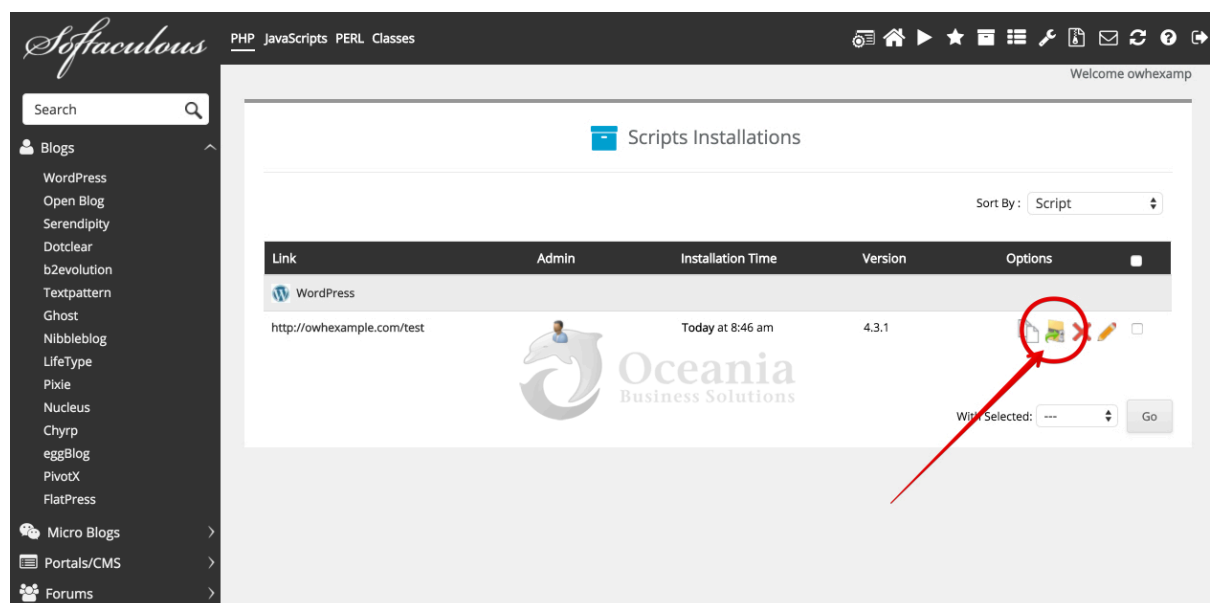 Softaculous
PHP JavaScripts PERL Classes
Welcome owhexamp
Search
Blogs
WordPress
Open Blog
Serendipity
Dotclear
b2evolution
Textpattern
Ghost
Nibbleblog
LifeType
Pixie
Nucleus
Chyrp
eggBlog
PivotX
FlatPress
Micro Blogs
Portals/CMS
Forums
Scripts Installations
Sort By : Script
Link Admin Installation Time Version Options
WordPress
http://owhexample.com/test Today at 8:46 am 4.3.1
Oceania
Business Solutions
With Selected: --- Go